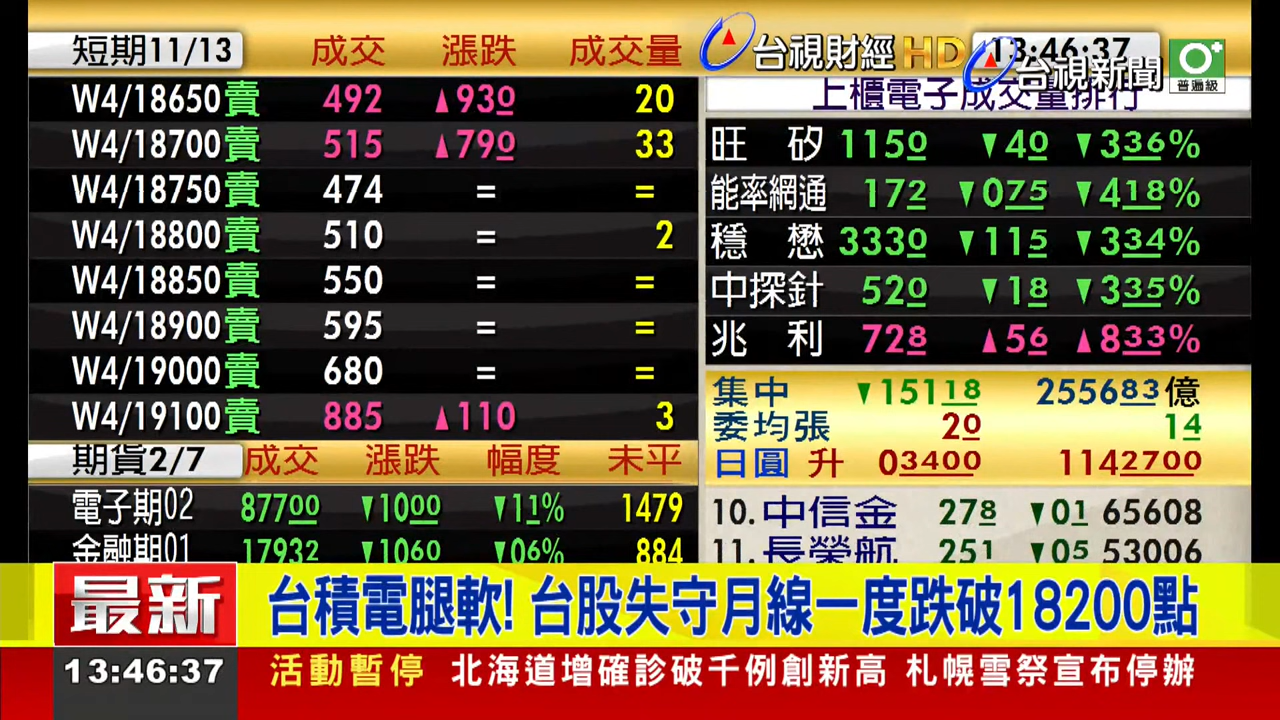 短期11/13 成交 漲跌 成交量
W4/18650賣 492 ▲930 20
W4/18700賣 515 ▲790 33
W4/18750賣 474 = =
W4/18800賣 510 = 2
W4/18850賣 550 = =
W4/18900賣 595 = =
W4/19000賣 680 = =
W4/19100賣 885 ▲110 3
期貨2/7 成交 漲跌 幅度 未平
電子期02 87700 ▼1000 ▼11% 1479
金融期01 17932 ▼1060 ▼06% 884
台視財經HD 13:46:37
台視新聞
普遍級
上櫃電子成交量排行
旺 矽 1150 ▼40 ▼336%
能率網通 172 ▼075 ▼418%
穩 懋 3330 ▼115 ▼334%
中探針 520 ▼18 ▼335%
兆 利 728 ▲56 ▲833%
集中 ▼15118 255683億
委均張 20 14
日圓 升 03400 1142700
10. 中信金 278 ▼01 65608
11. 長榮航 251 ▼05 53006
最新 台積電腿軟! 台股失守月線一度跌破18200點
13:46:37 活動暫停 北海道增確診破千例創新高 札幌雪祭宣布停辦